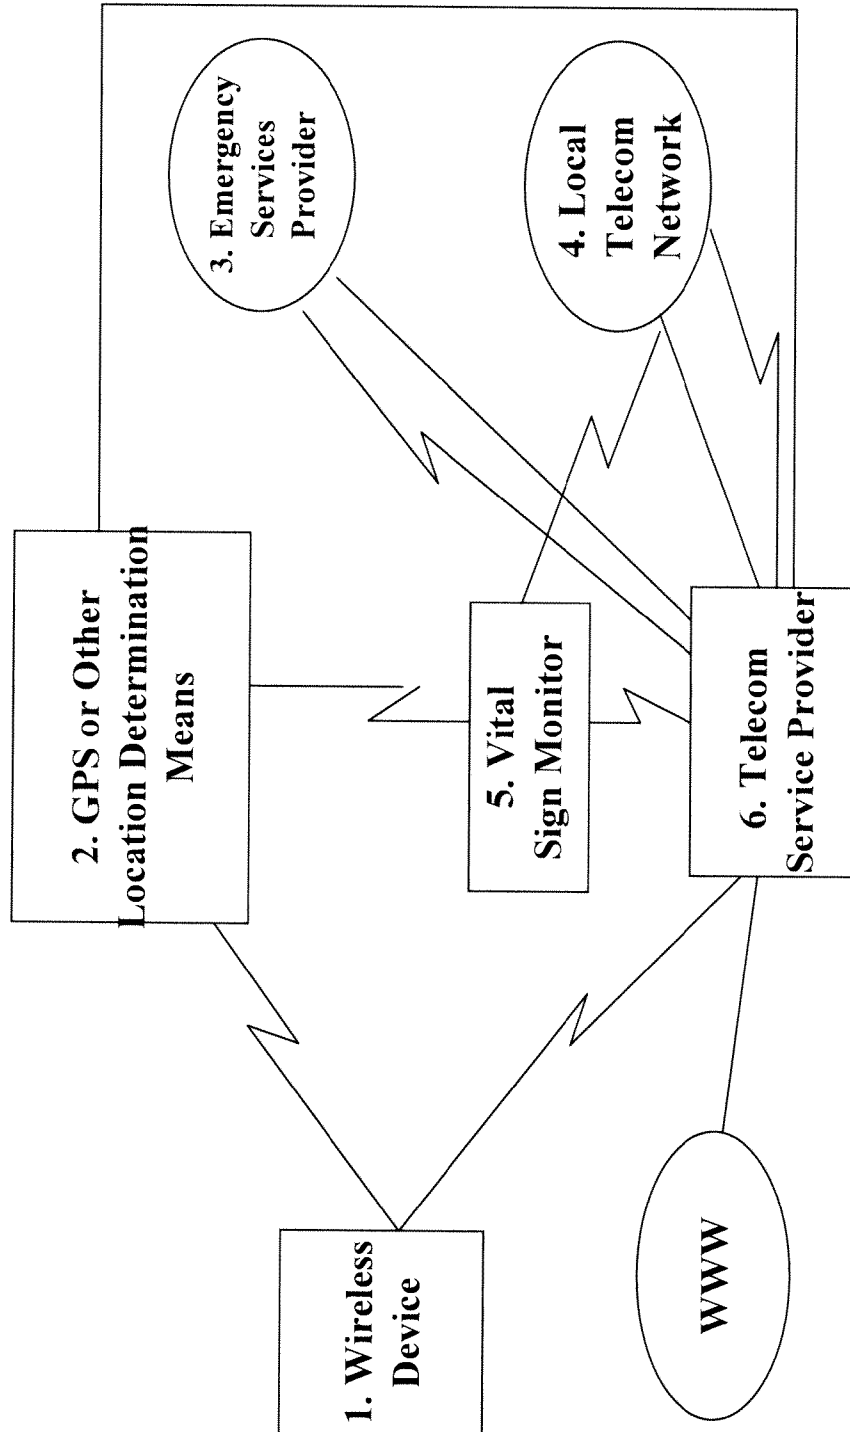 1. Wireless
Device
2. GPS or Other
Location Determination
Means
3. Emergency
Services
Provider
4. Local
Telecom
Network
5. Vital
Sign Monitor
6. Telecom
Service Provider
WWW